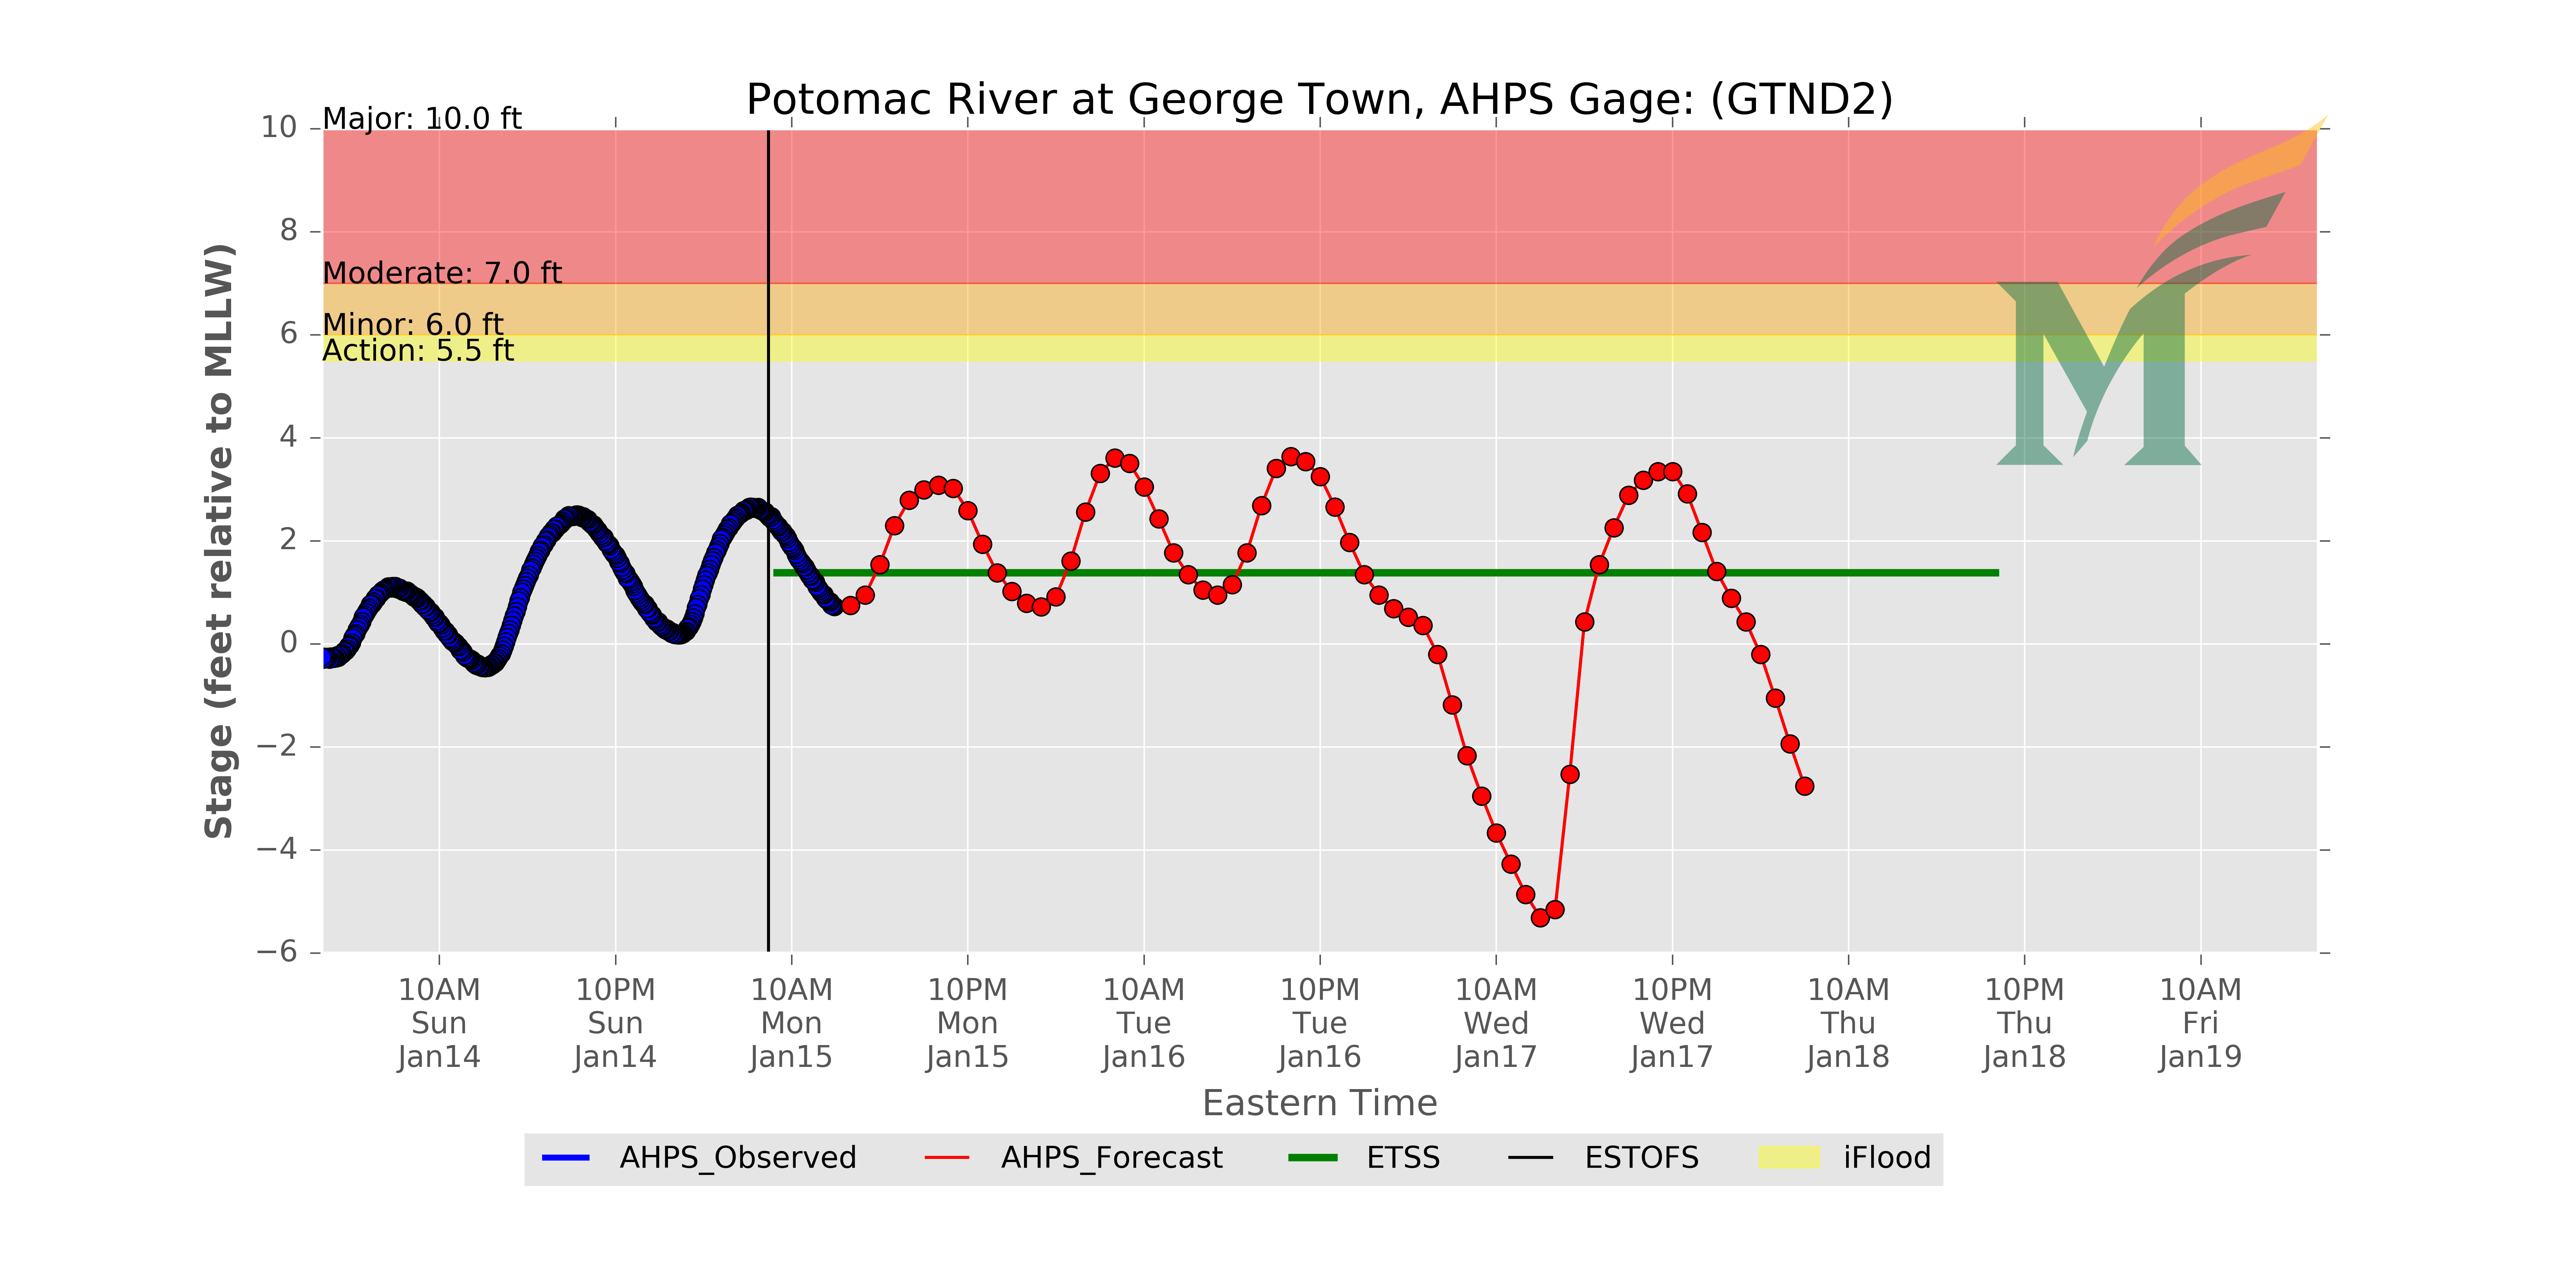 Potomac River at George Town, AHPS Gage: (GTND2)
Major: 10.0 ft
Moderate: 7.0 ft
Minor: 6.0 ft
Action: 5.5 ft
Stage (feet relative to MLLW)
10
8
6
4
2
0
−2
−4
−6
10AM
Sun
Jan14
10PM
Sun
Jan14
10AM
Mon
Jan15
10PM
Mon
Jan15
10AM
Tue
Jan16
10PM
Tue
Jan16
10AM
Wed
Jan17
10PM
Wed
Jan17
10AM
Thu
Jan18
10PM
Thu
Jan18
10AM
Fri
Jan19
Eastern Time
AHPS_Observed
AHPS_Forecast
ETSS
ESTOFS
iFlood
M